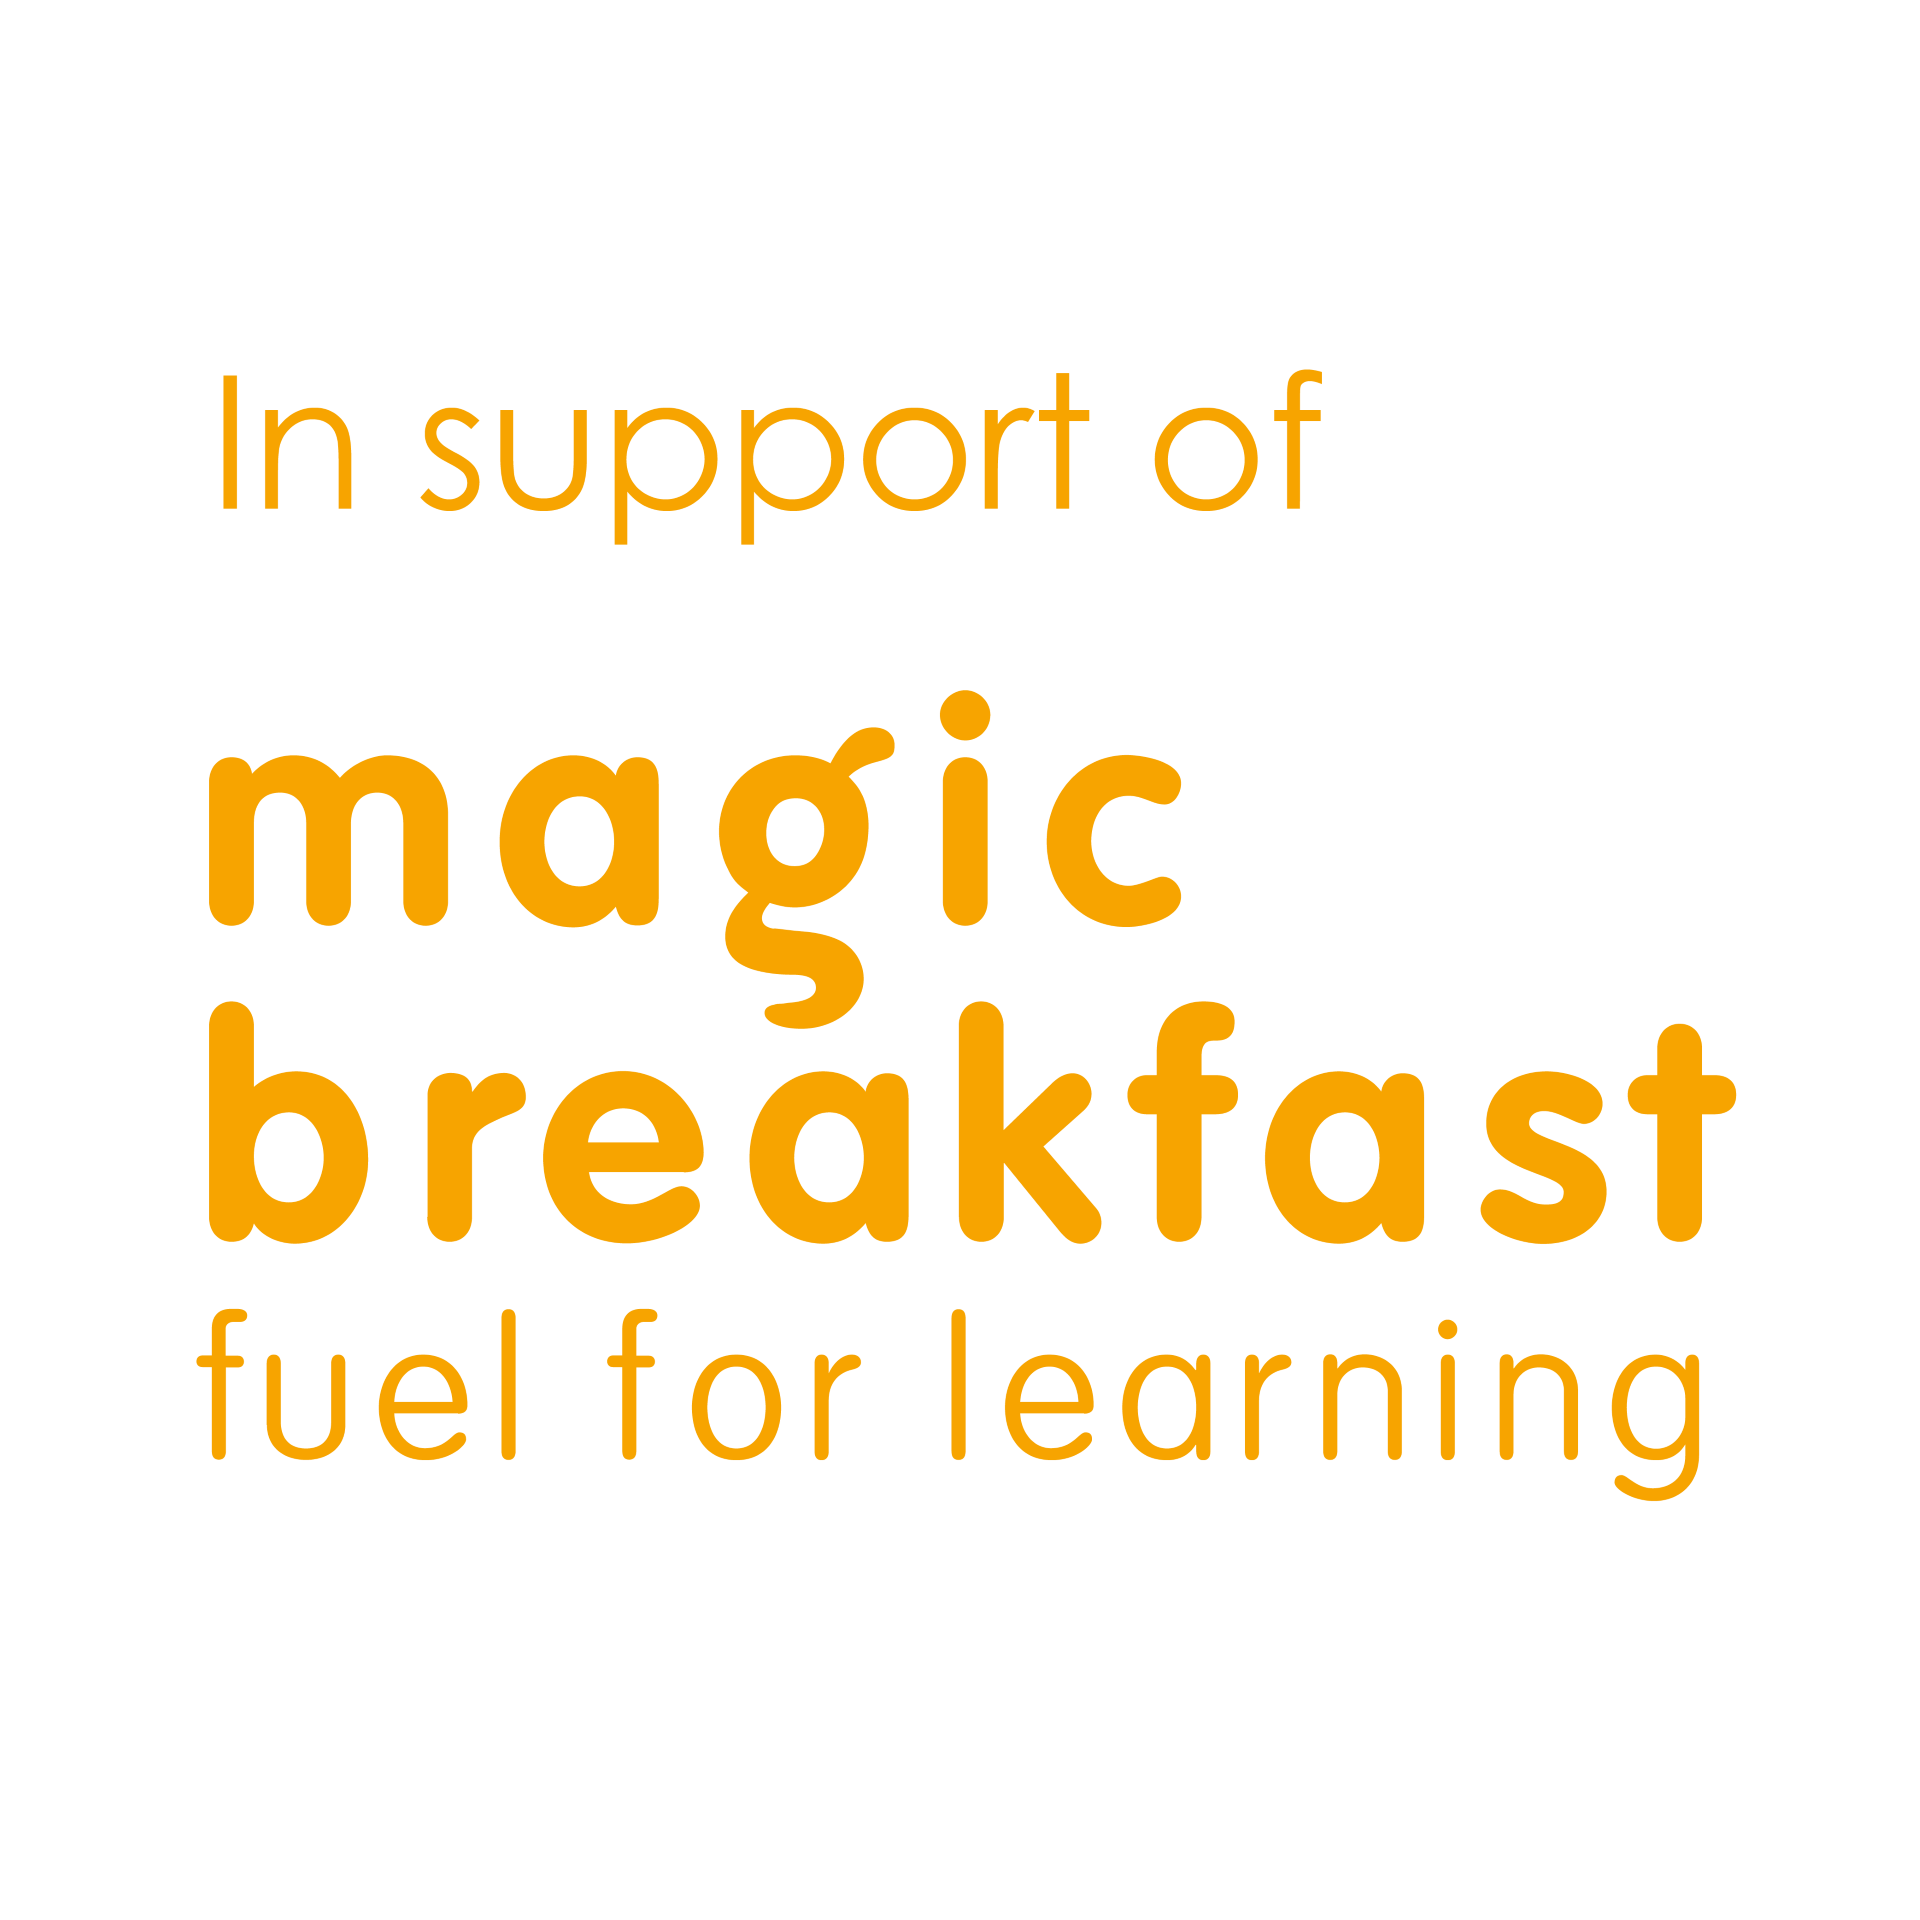 In support of
magic
breakfast
fuel for learning